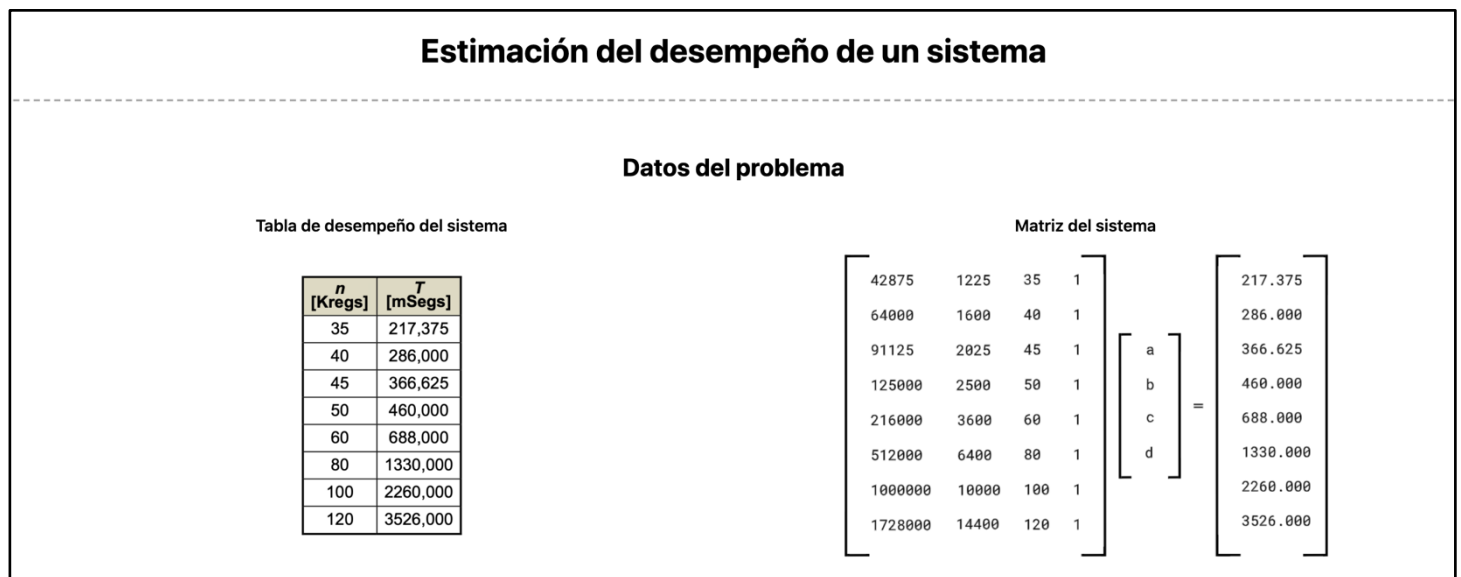 Estimación del desempeño de un sistema
Datos del problema
Tabla de desempeño del sistema
n T
[Kregs] [mSegs]
35 217,375
40 286,000
45 366,625
50 460,000
60 688,000
80 1330,000
100 2260,000
120 3526,000
Matriz del sistema
42875 1225 35 1 217.375
64000 1600 40 1 286.000
91125 2025 45 1 a 366.625
125000 2500 50 1 b 460.000
=
216000 3600 60 1 c 688.000
512000 6400 80 1 d 1330.000
1000000 10000 100 1 2260.000
1728000 14400 120 1 3526.000